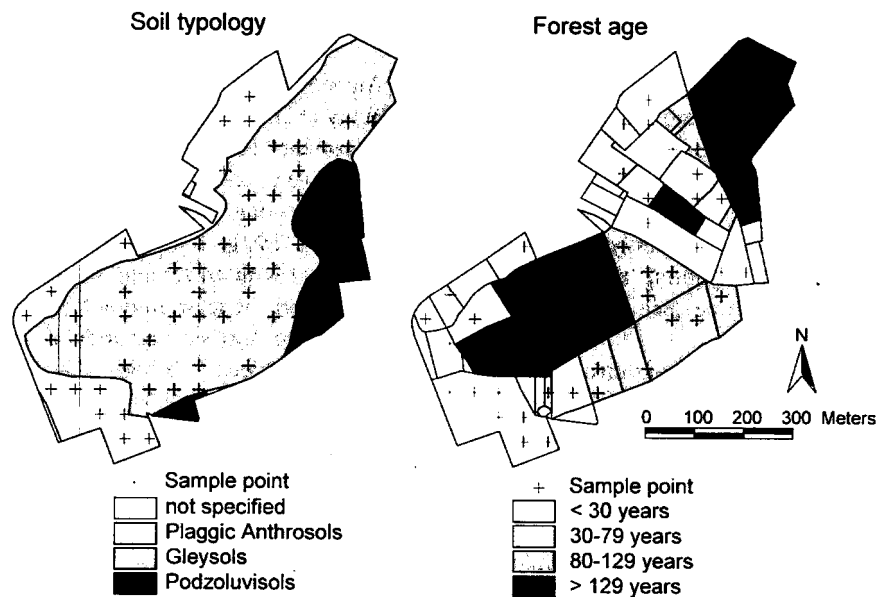 Soil typology
Forest age
N
0 100 200 300 Meters
Sample point
not specified
Plaggic Anthrosols
Gleysols
Podzoluvisols
Sample point
< 30 years
30-79 years
80-129 years
> 129 years